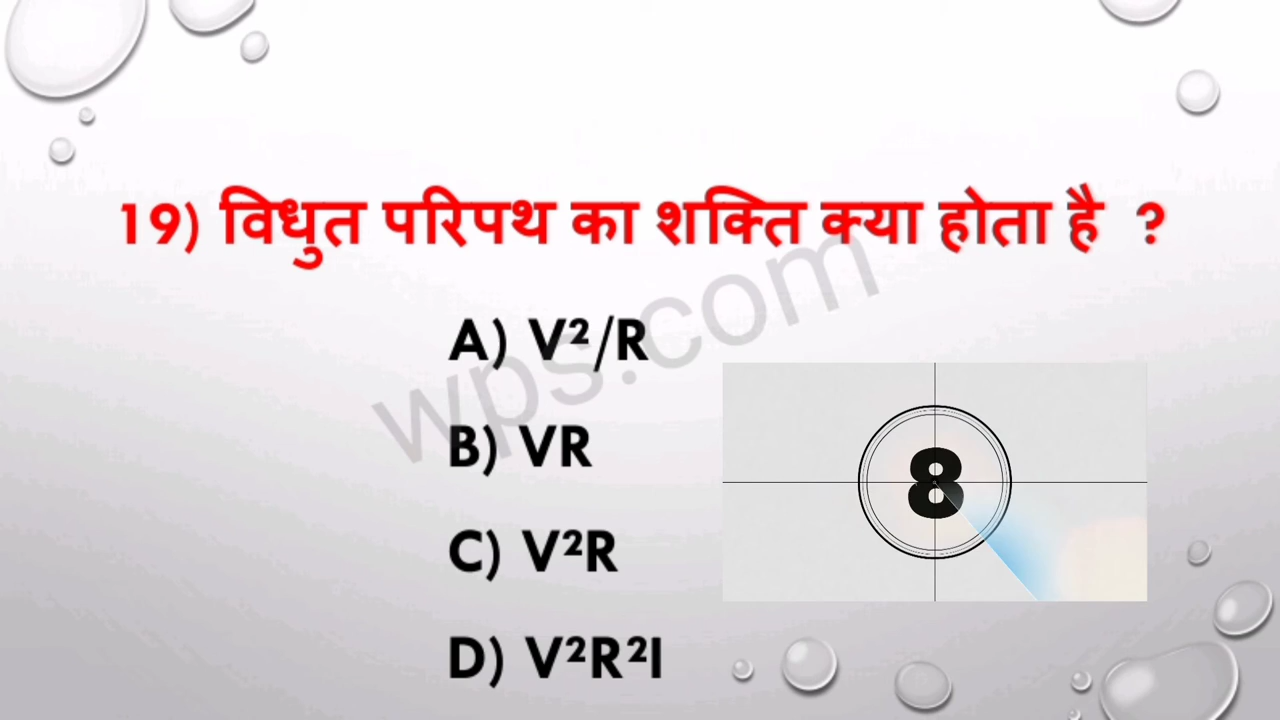 19) विधुत परिपथ का शक्ति क्या होता है ?
wps.com
A) V²/R
B) VR
8
C) V²R
D) V²R²I